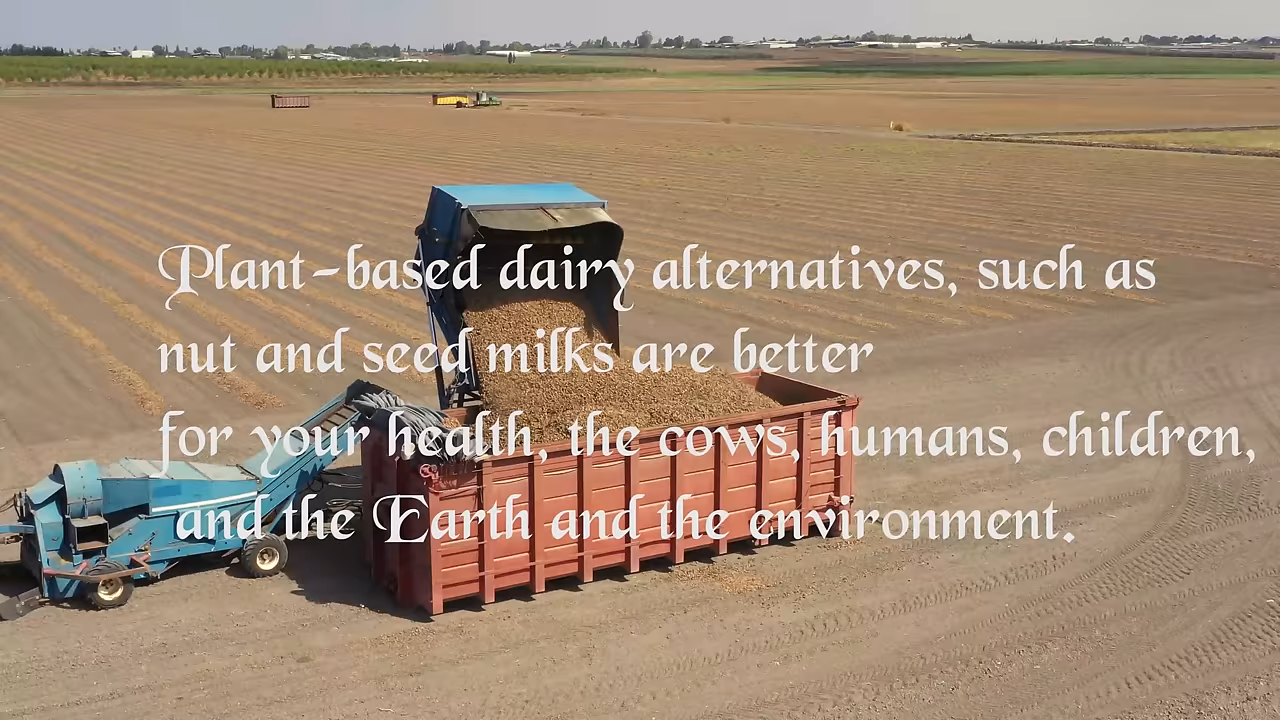 Plant-based dairy alternatives, such as
nut and seed milks are better
for your health, the cows, humans, children,
and the Earth and the environment.